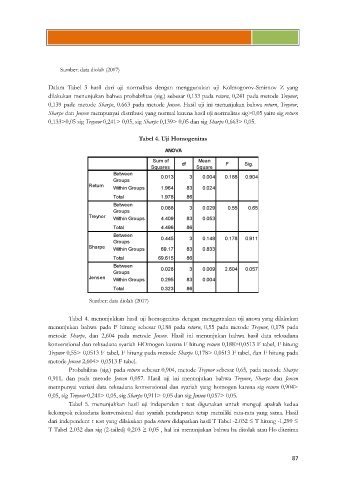 Sumber: data diolah (2007)
Dalam Tabel 3 hasil dari uji normalitas dengan menggunakan uji Kolmogorov-Smirnov Z yang
dilakukan menunjukan bahwa probabilitas (sig.) sebesar 0,133 pada return, 0,241 pada metode Treynor,
0,139 pada metode Sharpe, 0,663 pada metode Jensen. Hasil uji ini menunjukan bahwa return, Treynor,
Sharpe dan Jensen mempunyai distribusi yang normal karena hasil uji normalitas sig>0,05 yaitu sig return
0,133>0,05 sig Treynor 0,241> 0,05, sig Sharpe 0,139> 0,05 dan sig Sharpe 0,663> 0,05.
Tabel 4. Uji Homogenitas
ANOVA
Sum of Squares df Mean Square F Sig.
Return Between Groups 0.013 3 0.004 0.188 0.904
Within Groups 1.964 83 0.024
Total 1.978 86
Treynor Between Groups 0.088 3 0.029 0.55 0.65
Within Groups 4.408 83 0.053
Total 4.496 86
Sharpe Between Groups 0.445 3 0.148 0.178 0.911
Within Groups 69.17 83 0.833
Total 69.615 86
Jensen Between Groups 0.028 3 0.009 2.604 0.057
Within Groups 0.295 83 0.004
Total 0.323 86
Sumber: data diolah (2007)
Tabel 4. menunjukkan hasil uji homogenitas dengan menggunakan uji anova yang dilakukan
menunjukan bahwa pada F hitung sebesar 0,188 pada return, 0,55 pada metode Treynor, 0,178 pada
metode Sharpe, dan 2,604 pada metode Jensen. Hasil ini menunjukan bahwa hasil data reksadana
konvensional dan reksadana syariah HOmogen karena F hitung return 0,188>0,0513 F tabel, F hitung
Treynor 0,55> 0,0513 F tabel, F hitung pada metode Sharpe 0,178> 0,0513 F tabel, dan F hitung pada
metode Jensen 2,604> 0,0513 F tabel.
Probabilitas (sig.) pada return sebesar 0,904, metode Treynor sebesar 0,65, pada metode Sharpe
0,911, dan pada metode Jensen 0,057. Hasil uji ini menunjukan bahwa Treynor, Sharpe dan Jensen
mempunyai variasi data reksadana konvensional dan syariah yang homogen karena sig return 0,904>
0,05, sig Treynor 0,241> 0,05, sig Sharpe 0,911> 0,05 dan sig Jensen 0,057> 0,05.
Tabel 5. menunjukkan hasil uji independen t test digunakan untuk menguji apakah kedua
kelompok reksadana konvensional dan syariah pendapatan tetap memiliki rata-rata yang sama. Hasil
dari independent t test yang dilakukan pada return didapatkan hasil T Tabel -2.032 ≤ T hitung -1,299 ≤
T Tabel 2.032 dan sig (2-tailed) 0,203 ≥ 0,05 , hal ini menunjukan bahwa ha ditolak atau Ho diterima
87